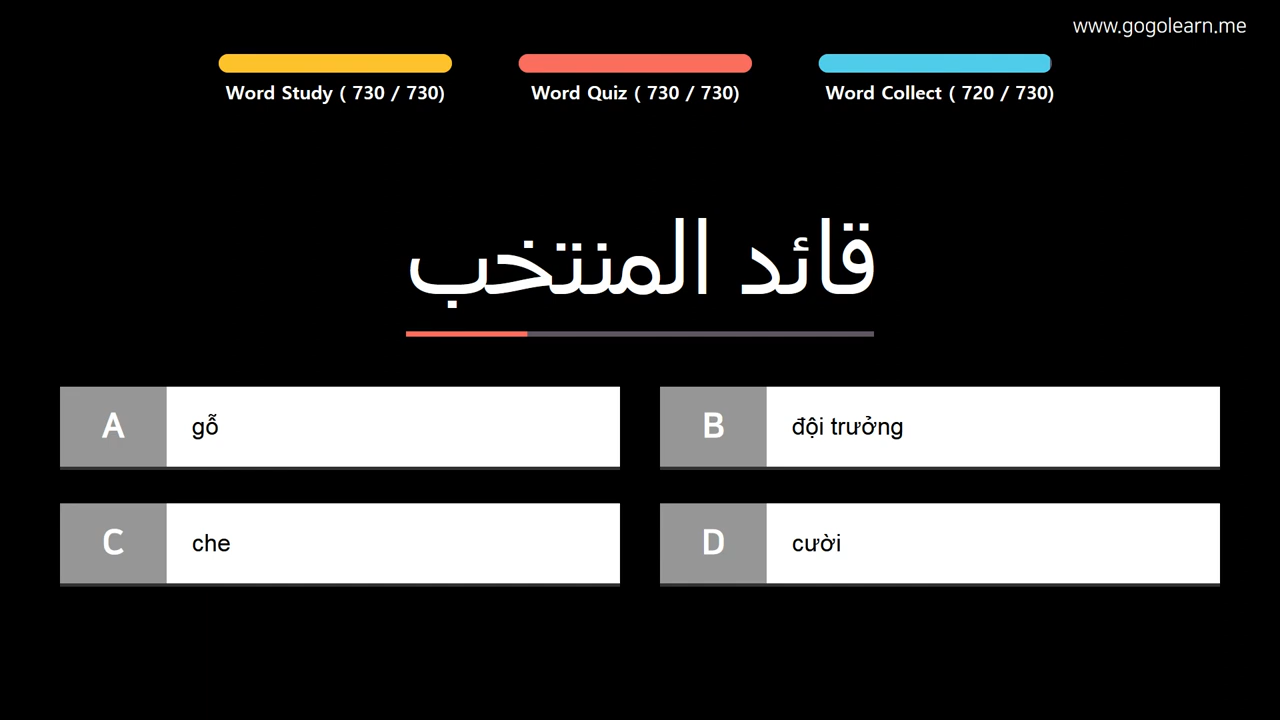 www.gogolearn.me
Word Study ( 730 / 730)
Word Quiz ( 730 / 730)
Word Collect ( 720 / 730)
قائد المنتخب
A
gỗ
B
đội trưởng
C
che
D
cười